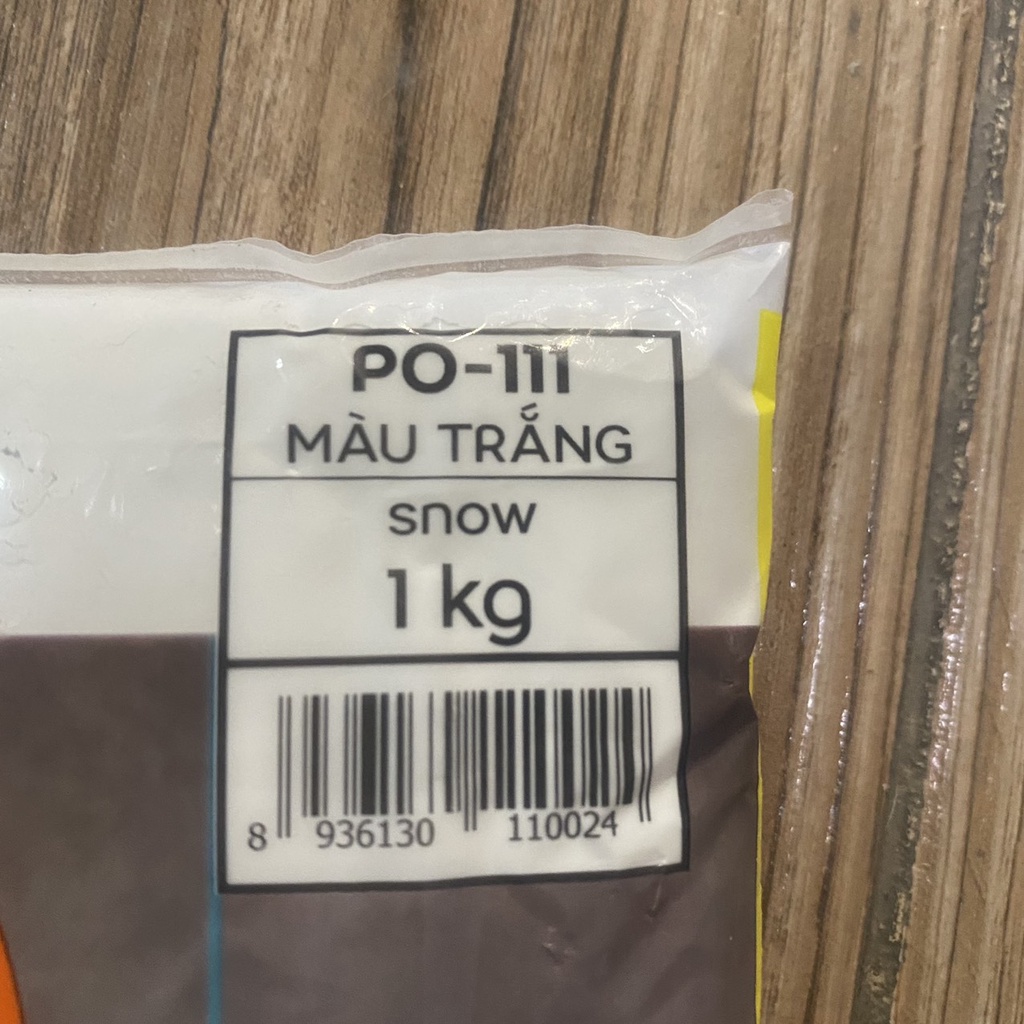 PO-111
MÀU TRẮNG
snow
1 kg
8 936130 110024